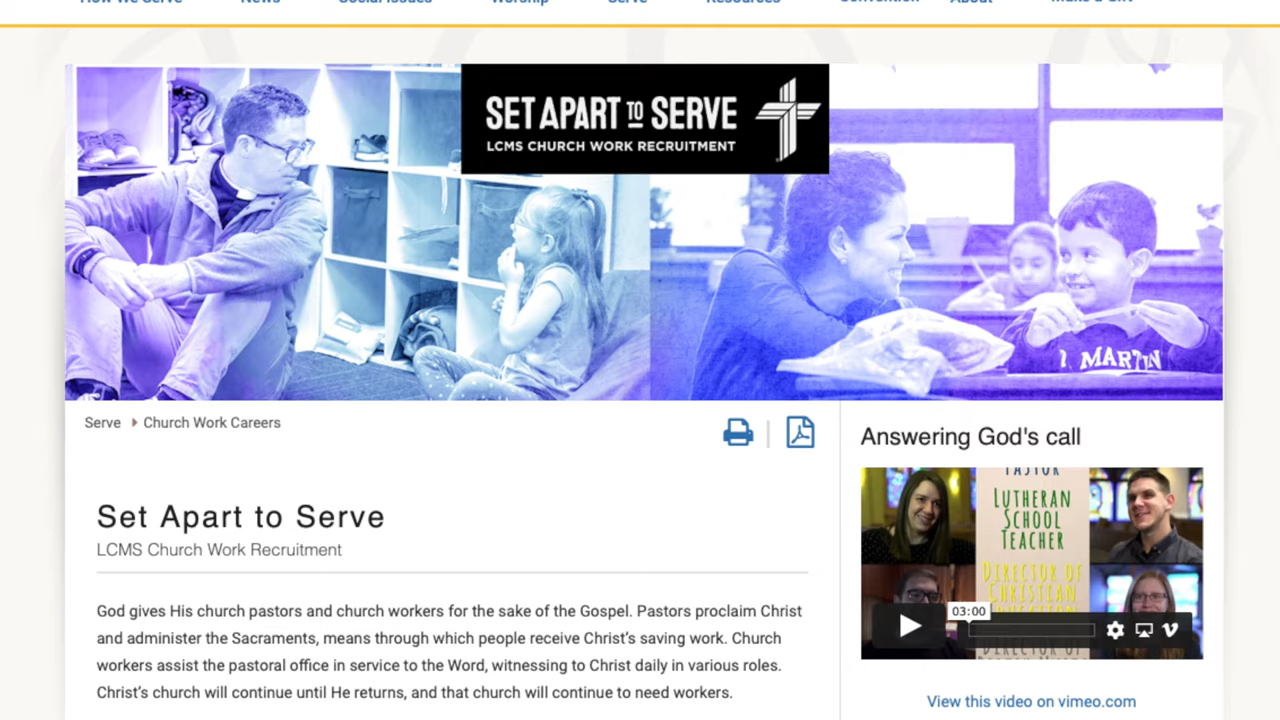 How We Serve News Social Issues Worship Serve Resources Convention About Make a Gift
SET APART TO SERVE
LCMS CHURCH WORK RECRUITMENT
MARTIN
Serve Church Work Careers
Answering God's call
PASTOR
LUTHERAN
SCHOOL
TEACHER
DIRECTOR OF
CHRISTIAN
EDUCATION
DIRECTOR OF
03:00
View this video on vimeo.com
Set Apart to Serve
LCMS Church Work Recruitment
God gives His church pastors and church workers for the sake of the Gospel. Pastors proclaim Christ
and administer the Sacraments, means through which people receive Christ’s saving work. Church
workers assist the pastoral office in service to the Word, witnessing to Christ daily in various roles.
Christ’s church will continue until He returns, and that church will continue to need workers.